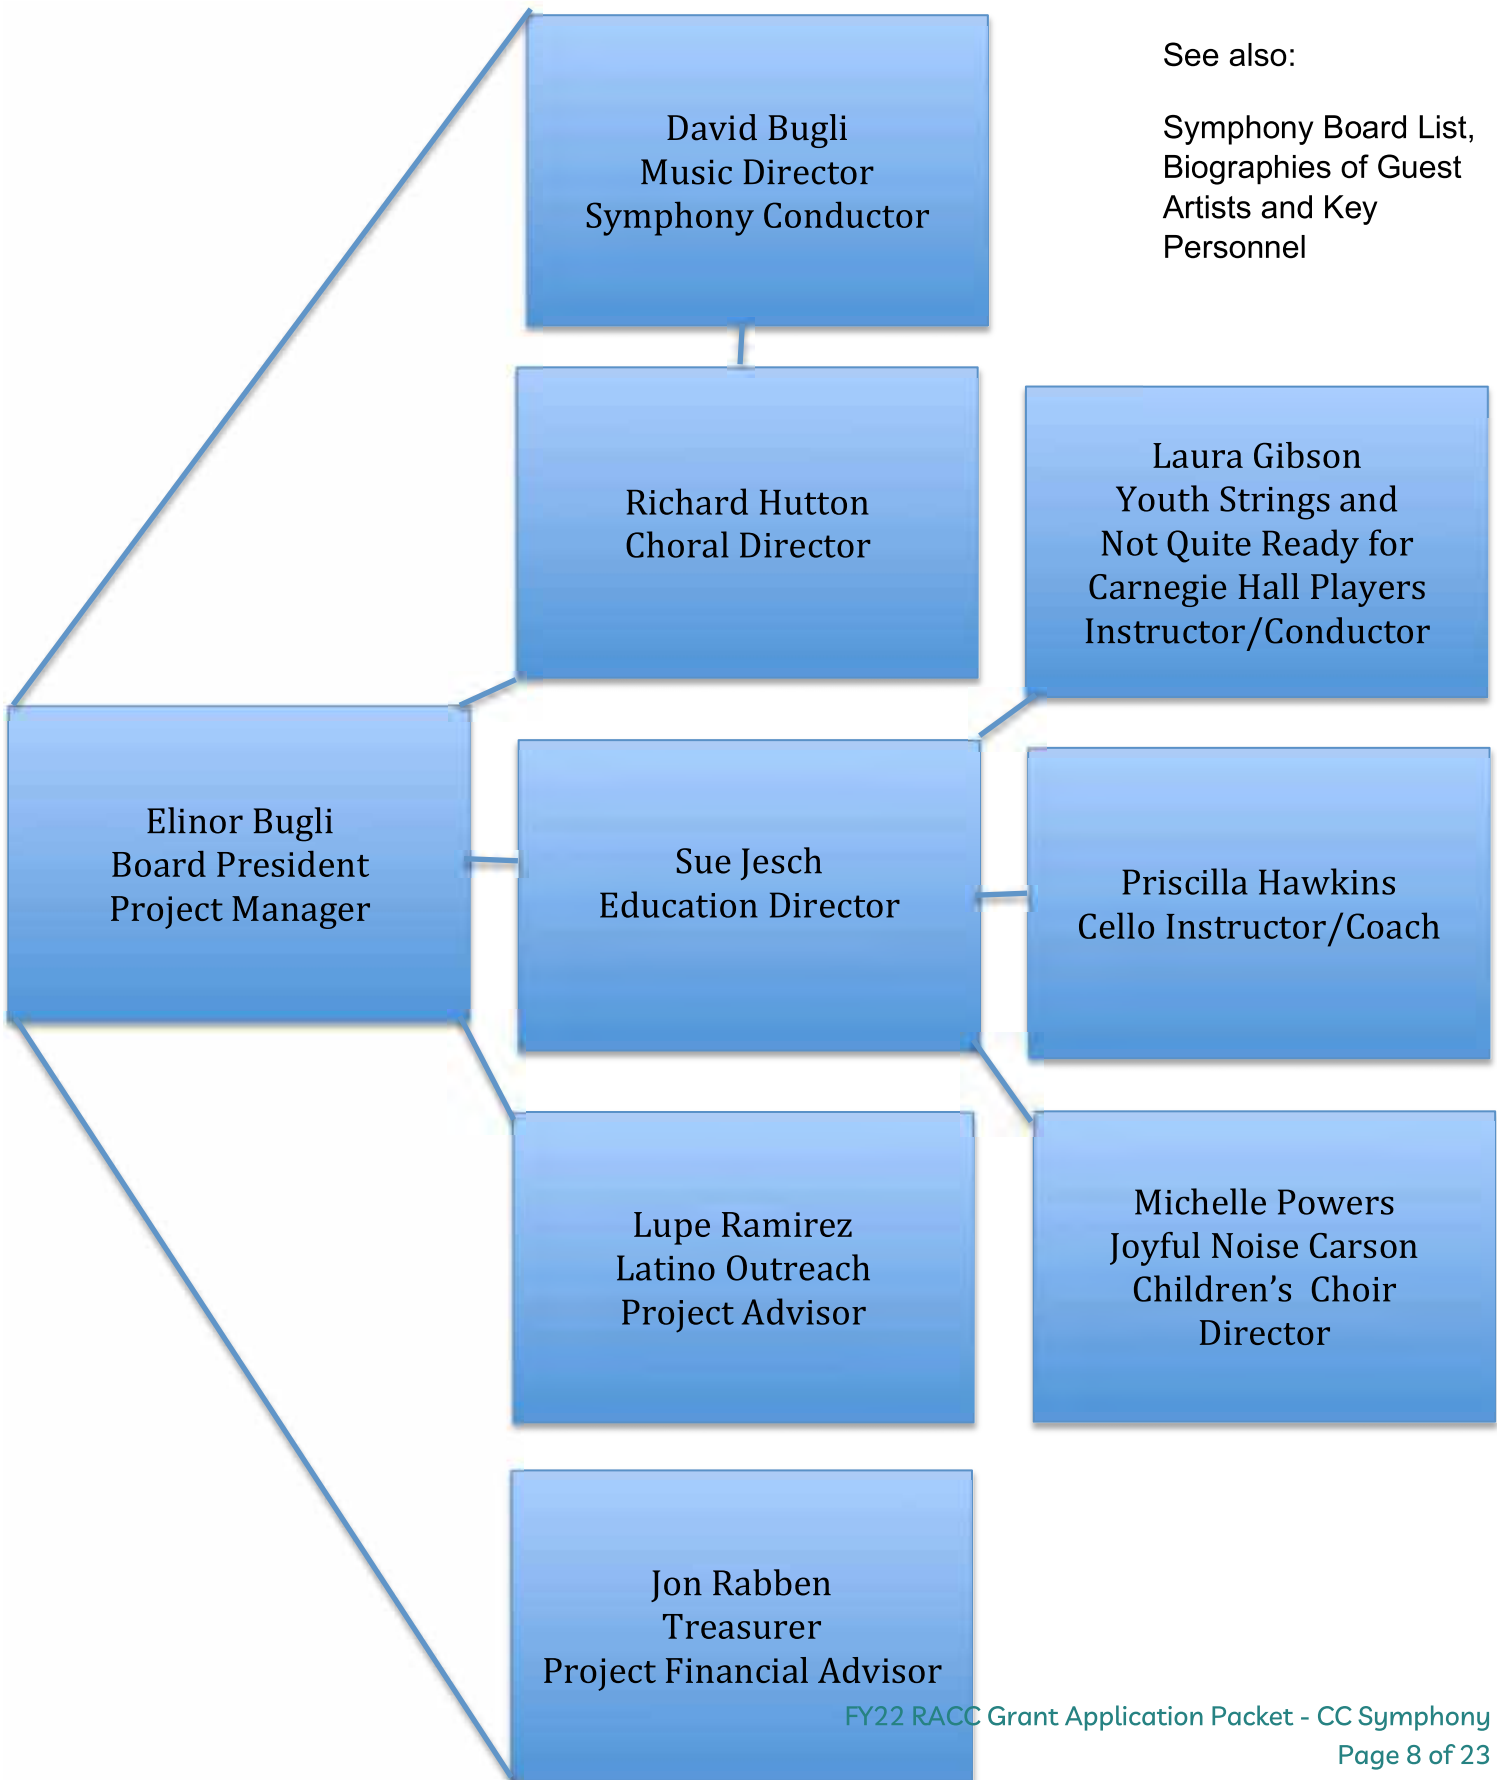 David Bugli
Music Director
Symphony Conductor
See also:
Symphony Board List,
Biographies of Guest
Artists and Key
Personnel
Richard Hutton
Choral Director
Laura Gibson
Youth Strings and
Not Quite Ready for
Carnegie Hall Players
Instructor/Conductor
Elinor Bugli
Board President
Project Manager
Sue Jesch
Education Director
Priscilla Hawkins
Cello Instructor/Coach
Lupe Ramirez
Latino Outreach
Project Advisor
Michelle Powers
Joyful Noise Carson
Children’s  Choir
Director
Jon Rabben
Treasurer
Project Financial Advisor
FY22 RACC Grant Application Packet - CC Symphony
Page 8 of 23